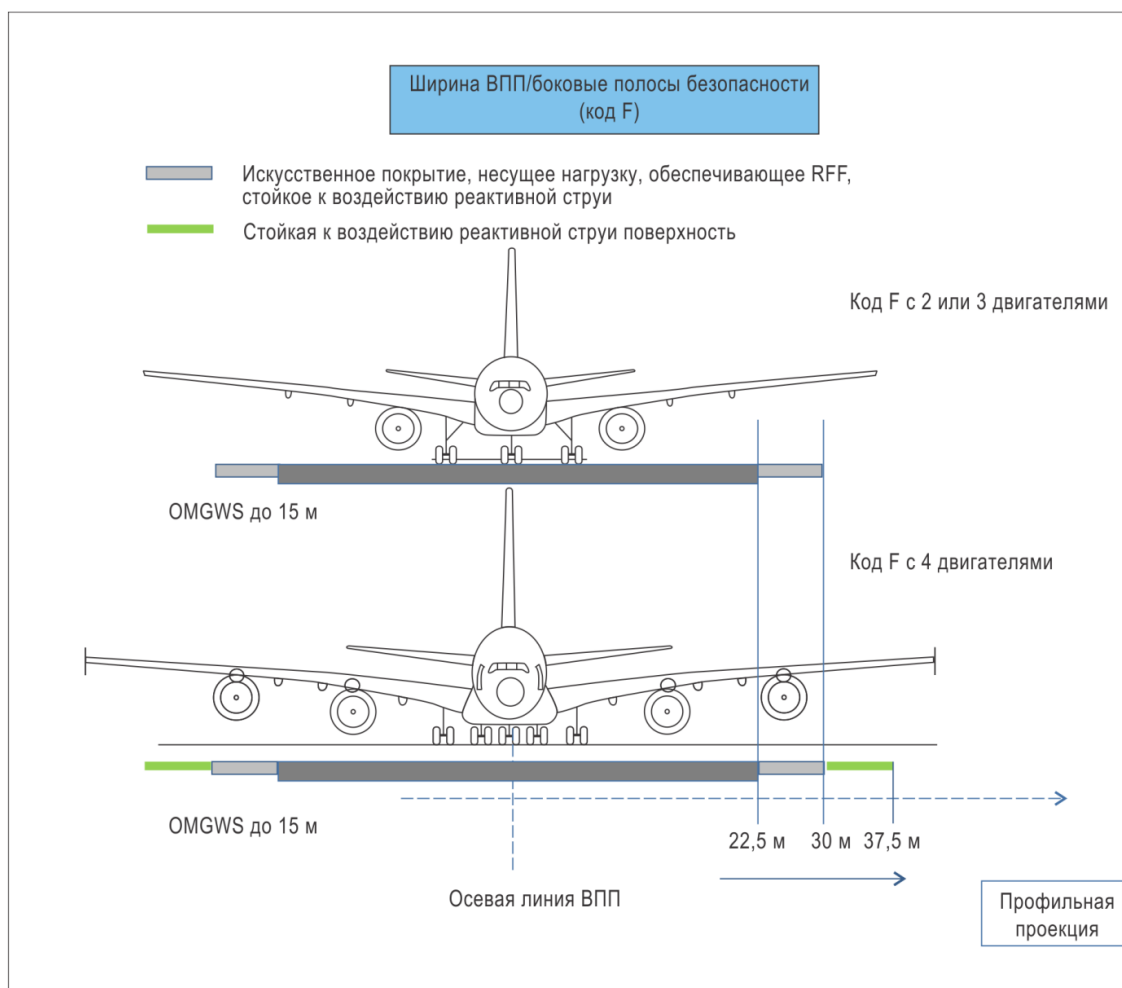 Ширина ВПП/боковые полосы безопасности
(код F)
Искусственное покрытие, несущее нагрузку, обеспечивающее RFF,
стойкое к воздействию реактивной струи
Стойкая к воздействию реактивной струи поверхность
Код F с 2 или 3 двигателями
OMGWS до 15 м
Код F с 4 двигателями
OMGWS до 15 м
22,5 м
30 м
37,5 м
Осевая линия ВПП
Профильная
проекция